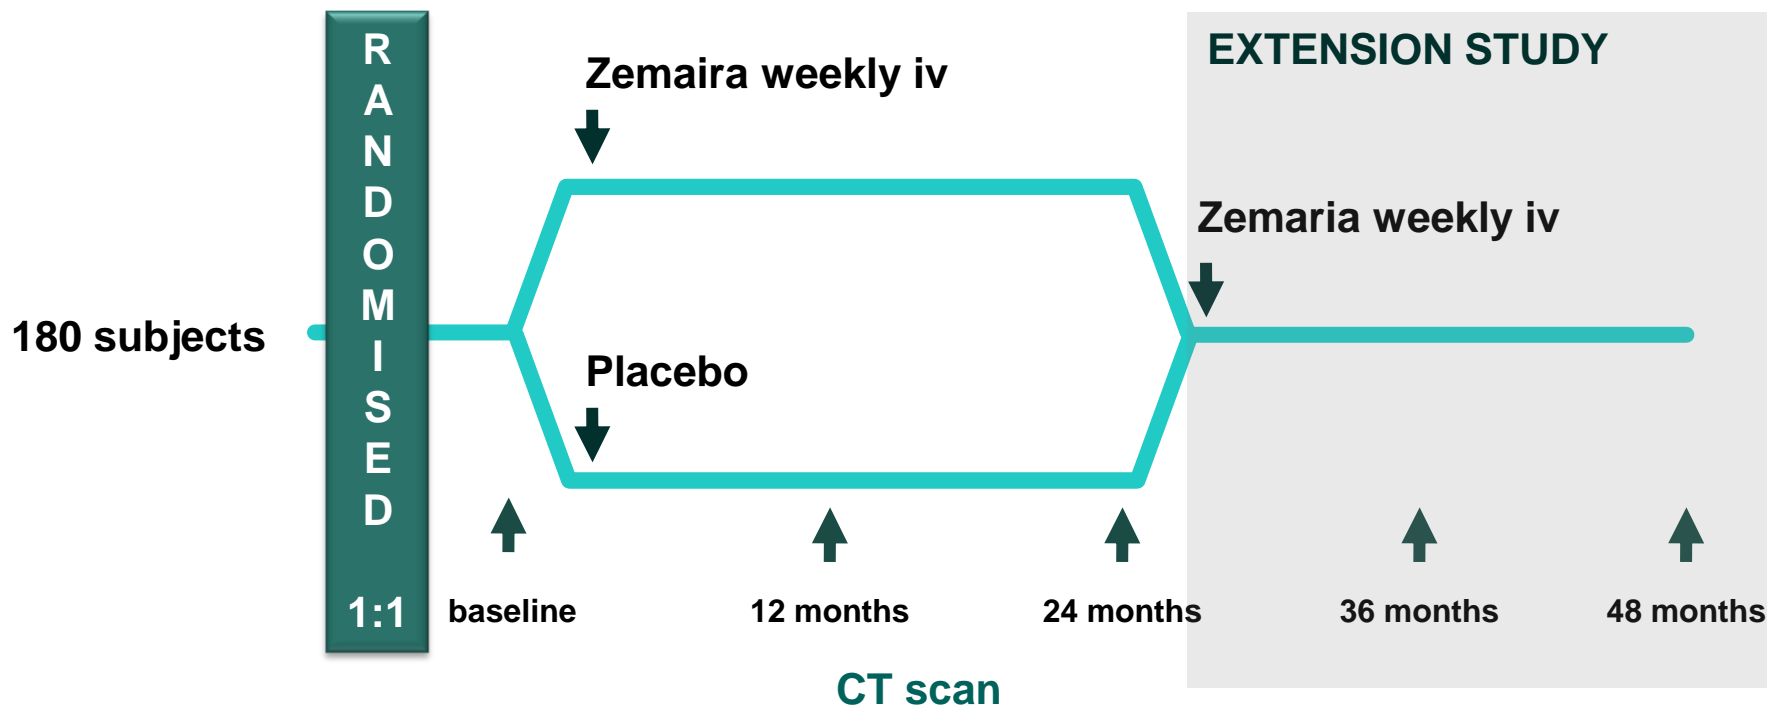 180 subjects
R
A
N
D
O
M
I
S
E
D
1:1
Zemaira weekly iv
Placebo
EXTENSION STUDY
Zemaria weekly iv
baseline
12 months
24 months
36 months
48 months
CT scan